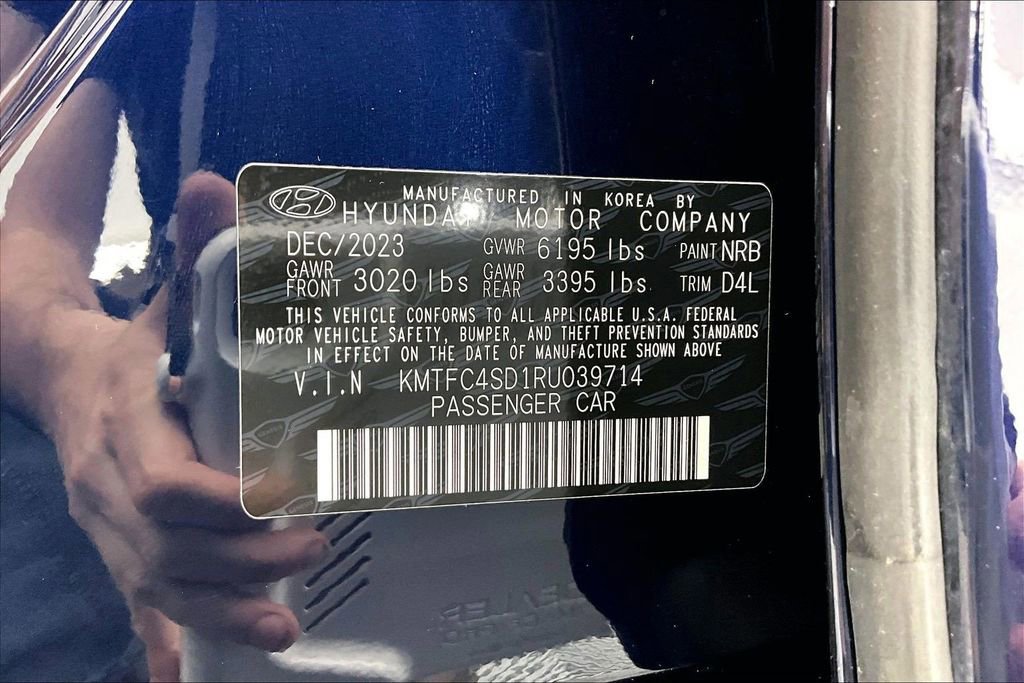 MANUFACTURED IN KOREA BY
HYUNDAI MOTOR COMPANY
DEC/2023 GVWR 6195 lbs PAINT NRB
GAWR FRONT 3020 lbs GAWR REAR 3395 lbs TRIM D4L
THIS VEHICLE CONFORMS TO ALL APPLICABLE U.S.A. FEDERAL
MOTOR VEHICLE SAFETY, BUMPER, AND THEFT PREVENTION STANDARDS
IN EFFECT ON THE DATE OF MANUFACTURE SHOWN ABOVE
V.I.N KMTFC4SD1RU039714
PASSENGER CAR